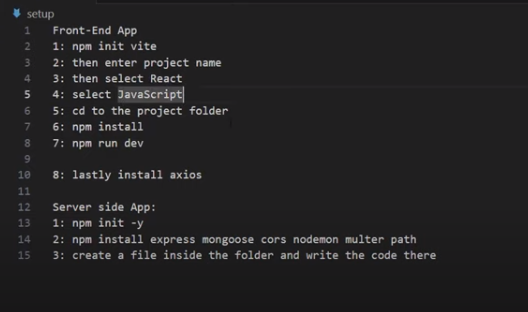 setup
1 Front-End App
2 1: npm init vite
3 2: then enter project name
4 3: then select React
5 4: select JavaScript
6 5: cd to the project folder
7 6: npm install
8 7: npm run dev
9
10 8: lastly install axios
11
12 Server side App:
13 1: npm init -y
14 2: npm install express mongoose cors nodemon multer path
15 3: create a file inside the folder and write the code there